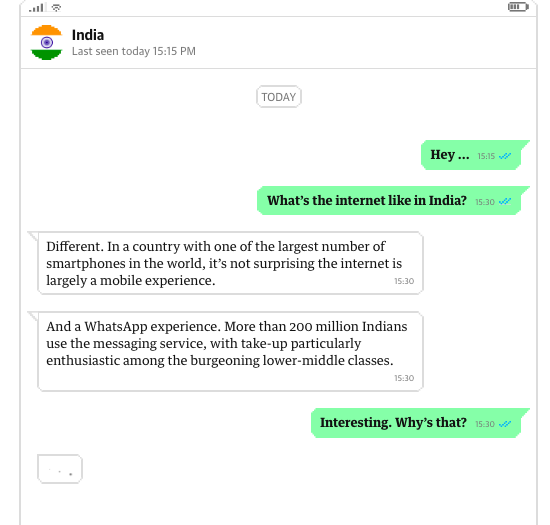 India
Last seen today 15:15 PM
TODAY
Hey ... 15:15
What’s the internet like in India? 15:30
Different. In a country with one of the largest number of
smartphones in the world, it’s not surprising the internet is
largely a mobile experience. 15:30
And a WhatsApp experience. More than 200 million Indians
use the messaging service, with take-up particularly
enthusiastic among the burgeoning lower-middle classes.
15:30
Interesting. Why’s that? 15:30
...